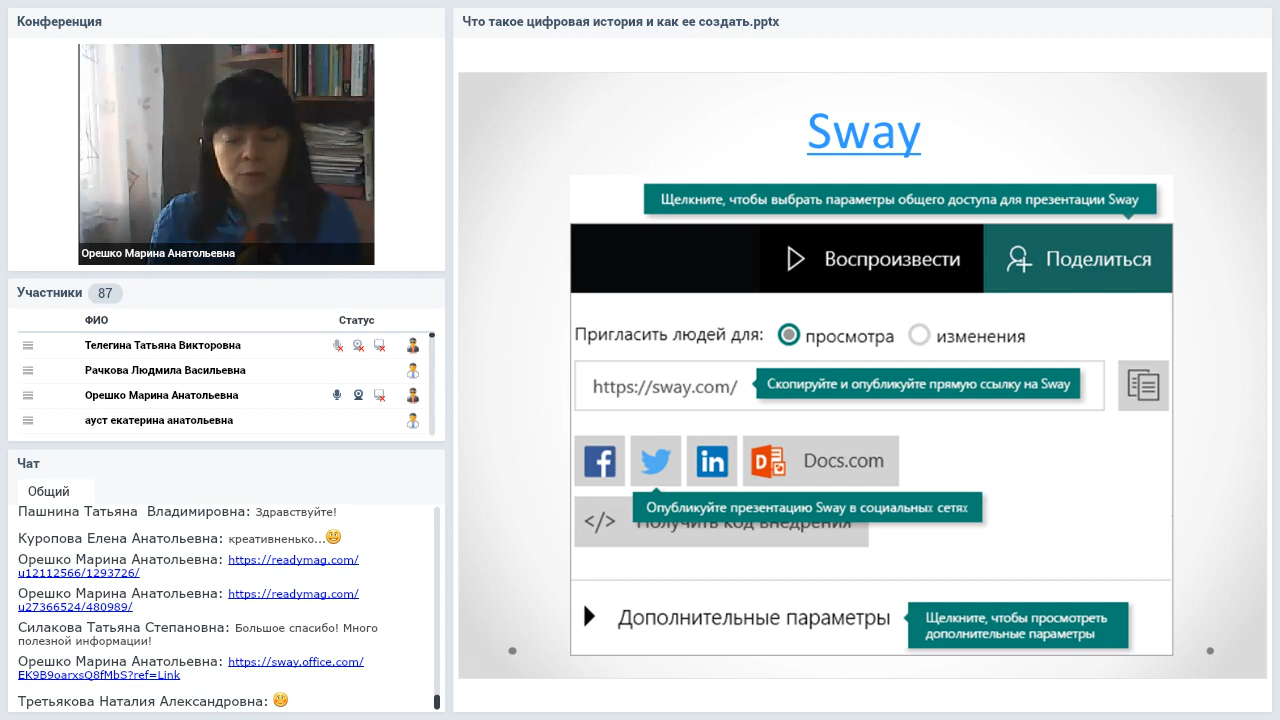 Конференция
Орешко Марина Анатольевна
Участники 87
ФИО Статус
Телегина Татьяна Викторовна
Рачкова Людмила Васильевна
Орешко Марина Анатольевна
ауст екатерина анатольевна
Чат
Общий
Пашнина Татьяна Владимировна: Здравствуйте!
Куропова Елена Анатольевна: креативненько...
Орешко Марина Анатольевна: https://readymag.com/
u12112566/1293726/
Орешко Марина Анатольевна: https://readymag.com/
u27366524/480989/
Силакова Татьяна Степановна: Большое спасибо! Много
полезной информации!
Орешко Марина Анатольевна: https://sway.office.com/
EK9B9oarxsQ8fMbS?ref=Link
Третьякова Наталия Александровна:
Что такое цифровая история и как ее создать.pptx
Sway
Щелкните, чтобы выбрать параметры общего доступа для презентации Sway
Воспроизвести
Поделиться
Пригласить людей для: просмотра изменения
https://sway.com/
Скопируйте и опубликуйте прямую ссылку на Sway
Docs.com
Опубликуйте презентацию Sway в социальных сетях
Получить код внедрения
Дополнительные параметры
Щелкните, чтобы просмотреть
дополнительные параметры